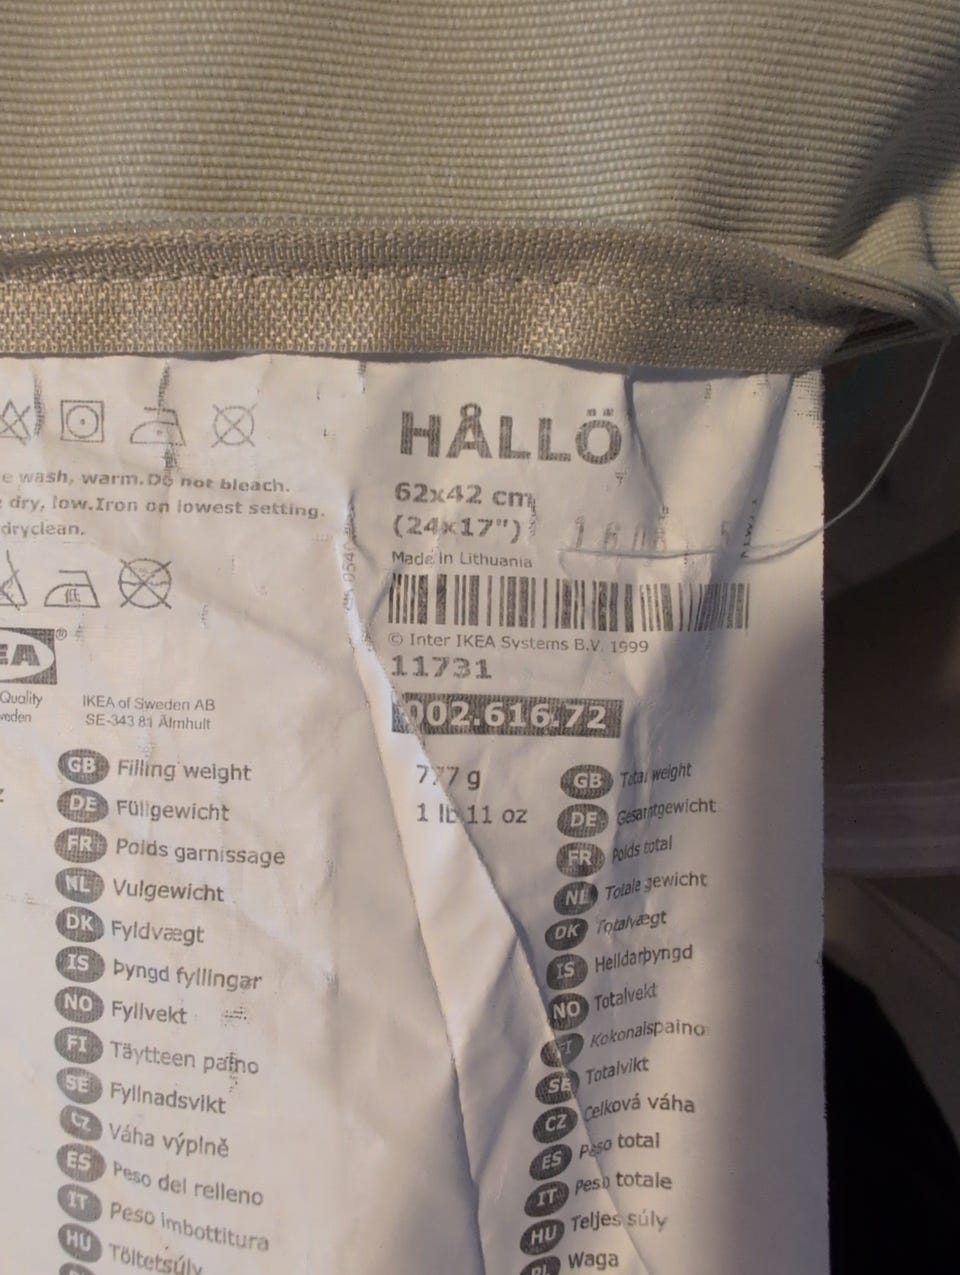 HÅLLÖ
62x42 cm
(24x17")
Made in Lithuania
© Inter IKEA Systems B.V. 1999
11731
002.616.72
wash, warm. Do not bleach.
dry, low. Iron on lowest setting.
dryclean.
®
Quality
IKEA of Sweden AB
SE-343 81 Älmhult
GB Filling weight 777 g
DE Füllgewicht 1 lb 11 oz
FR Poids garnissage
NL Vulgewicht
DK Fyldvægt
IS Þyngd fyllingar
NO Fyllvekt
FI Täytteen paino
SE Fyllnadsvikt
CZ Váha výplně
ES Peso del relleno
IT Peso imbottitura
HU Töltetsúly
GB Total weight
DE Gesamtgewicht
FR Poids total
NL Totale gewicht
DK Totalvægt
IS Heildarþyngd
NO Totalvekt
FI Kokonaispaino
SE Totalvikt
CZ Celková váha
ES Peso total
IT Peso totale
HU Teljes súly
PL Waga